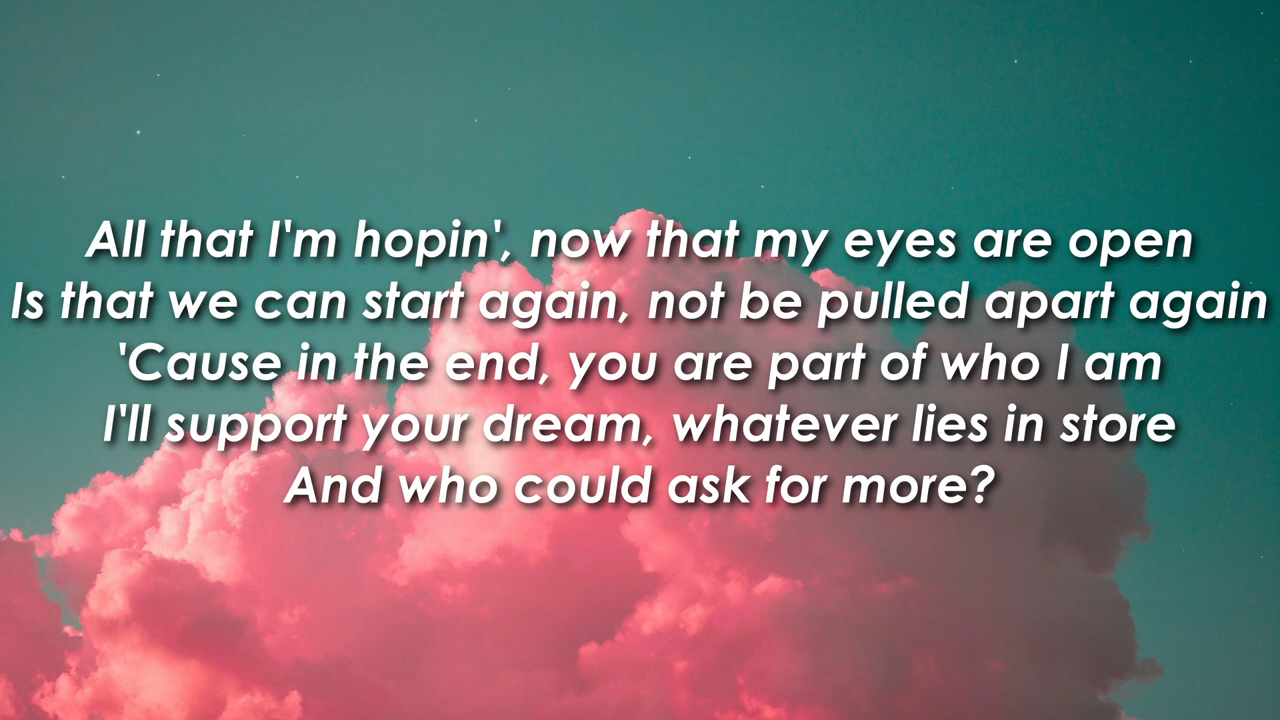 All that I'm hopin', now that my eyes are open
Is that we can start again, not be pulled apart again
'Cause in the end, you are part of who I am
I'll support your dream, whatever lies in store
And who could ask for more?